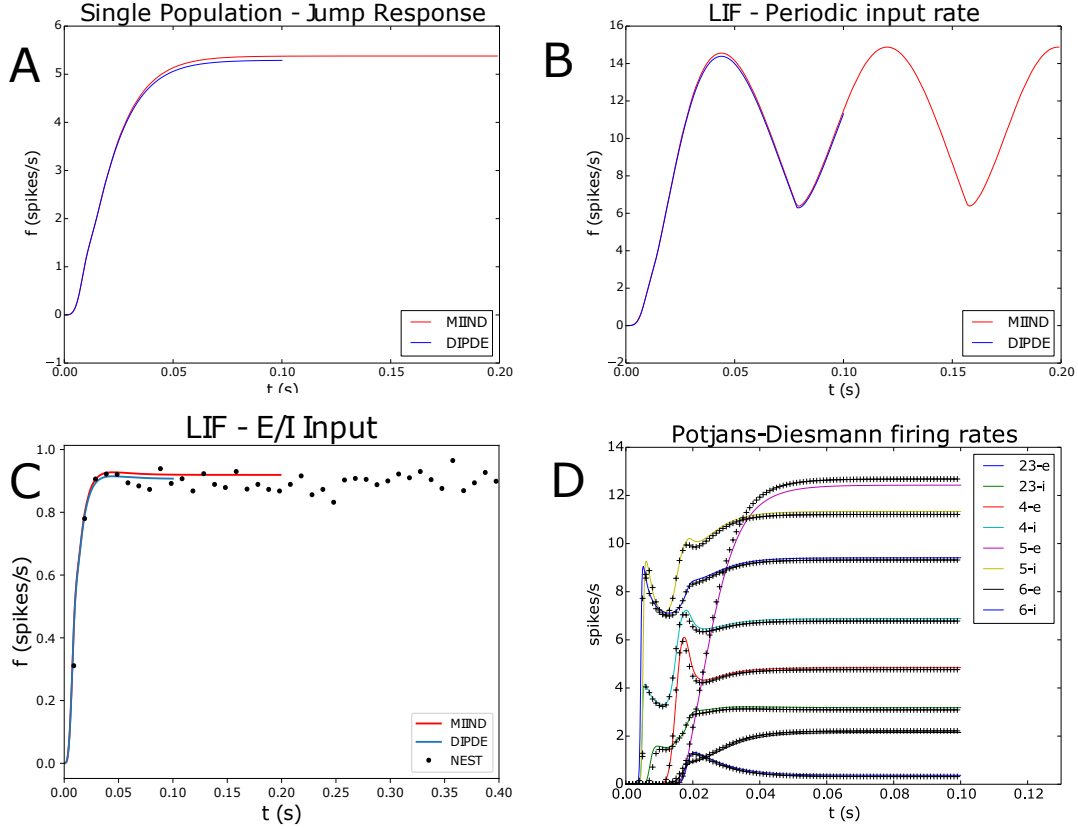 Single Population - Jump Response
A
f (spikes/s)
6
5
4
3
2
1
0
−1
0.00 0.05 0.10 0.15 0.20
t (s)
MIIND
DIPDE
LIF - Periodic input rate
B
f (spikes/s)
16
14
12
10
8
6
4
2
0
−2
0.00 0.05 0.10 0.15 0.20
t (s)
MIIND
DIPDE
LIF - E/I Input
C
f (spikes/s)
1.0
0.8
0.6
0.4
0.2
0.0
0.00 0.05 0.10 0.15 0.20 0.25 0.30 0.35 0.40
t (s)
MIIND
DIPDE
NEST
Potjans-Diesmann firing rates
D
spikes/s
14
12
10
8
6
4
2
0
0.00 0.02 0.04 0.06 0.08 0.10 0.12
t (s)
23-e
23-i
4-e
4-i
5-e
5-i
6-e
6-i